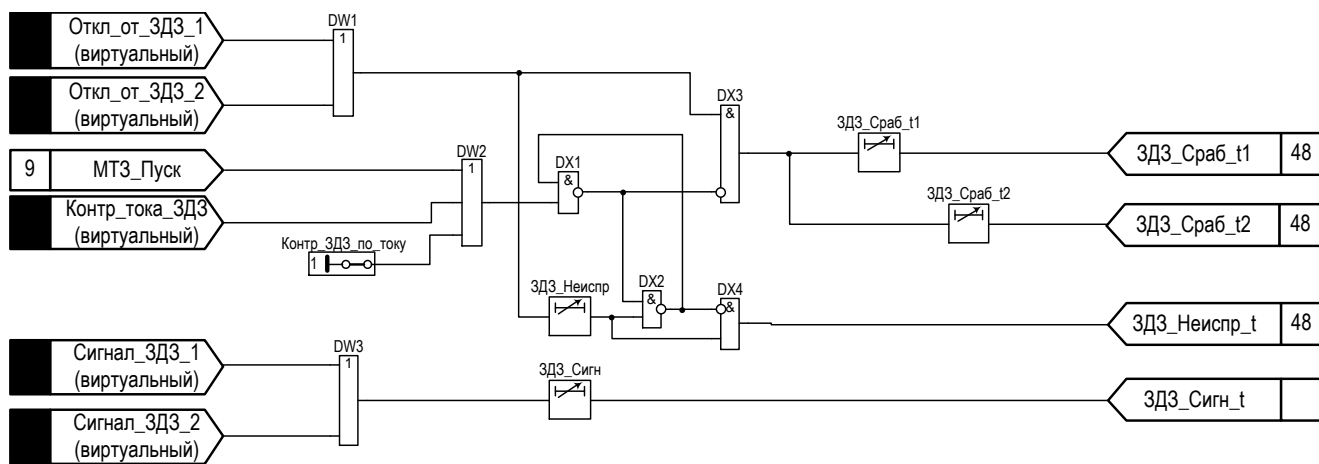 Откл_от_ЗДЗ_1
(виртуальный)
DW1
1
Откл_от_ЗДЗ_2
(виртуальный)
DX3
&
ЗДЗ_Сраб_t1
ЗДЗ_Сраб_t1 48
9 МТЗ_Пуск
DW2
1
DX1
&
Контр_тока_ЗДЗ
(виртуальный)
ЗДЗ_Сраб_t2
ЗДЗ_Сраб_t2 48
Контр_ЗДЗ_по_току
1
ЗДЗ_Неиспр
DX2
&
DX4
&
ЗДЗ_Неиспр_t 48
Сигнал_ЗДЗ_1
(виртуальный)
DW3
1
ЗДЗ_Сигн
ЗДЗ_Сигн_t
Сигнал_ЗДЗ_2
(виртуальный)